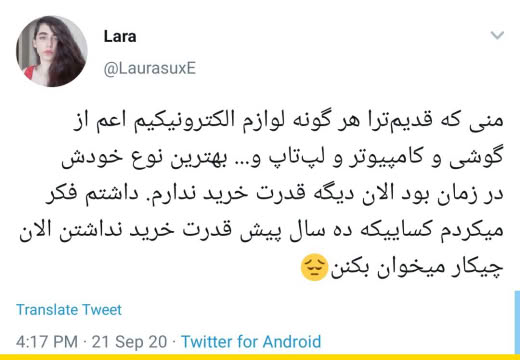 Lara
@LaurasuxE
منی که قدیم‌ترا هر گونه لوازم الکترونیکیم اعم از
گوشی و کامپیوتر و لپ‌تاپ و... بهترین نوع خودش
در زمان بود الان دیگه قدرت خرید ندارم. داشتم فکر
میکردم کساییکه ده سال پیش قدرت خرید نداشتن الان
چیکار میخوان بکنن😔
Translate Tweet
4:17 PM · 21 Sep 20 · Twitter for Android